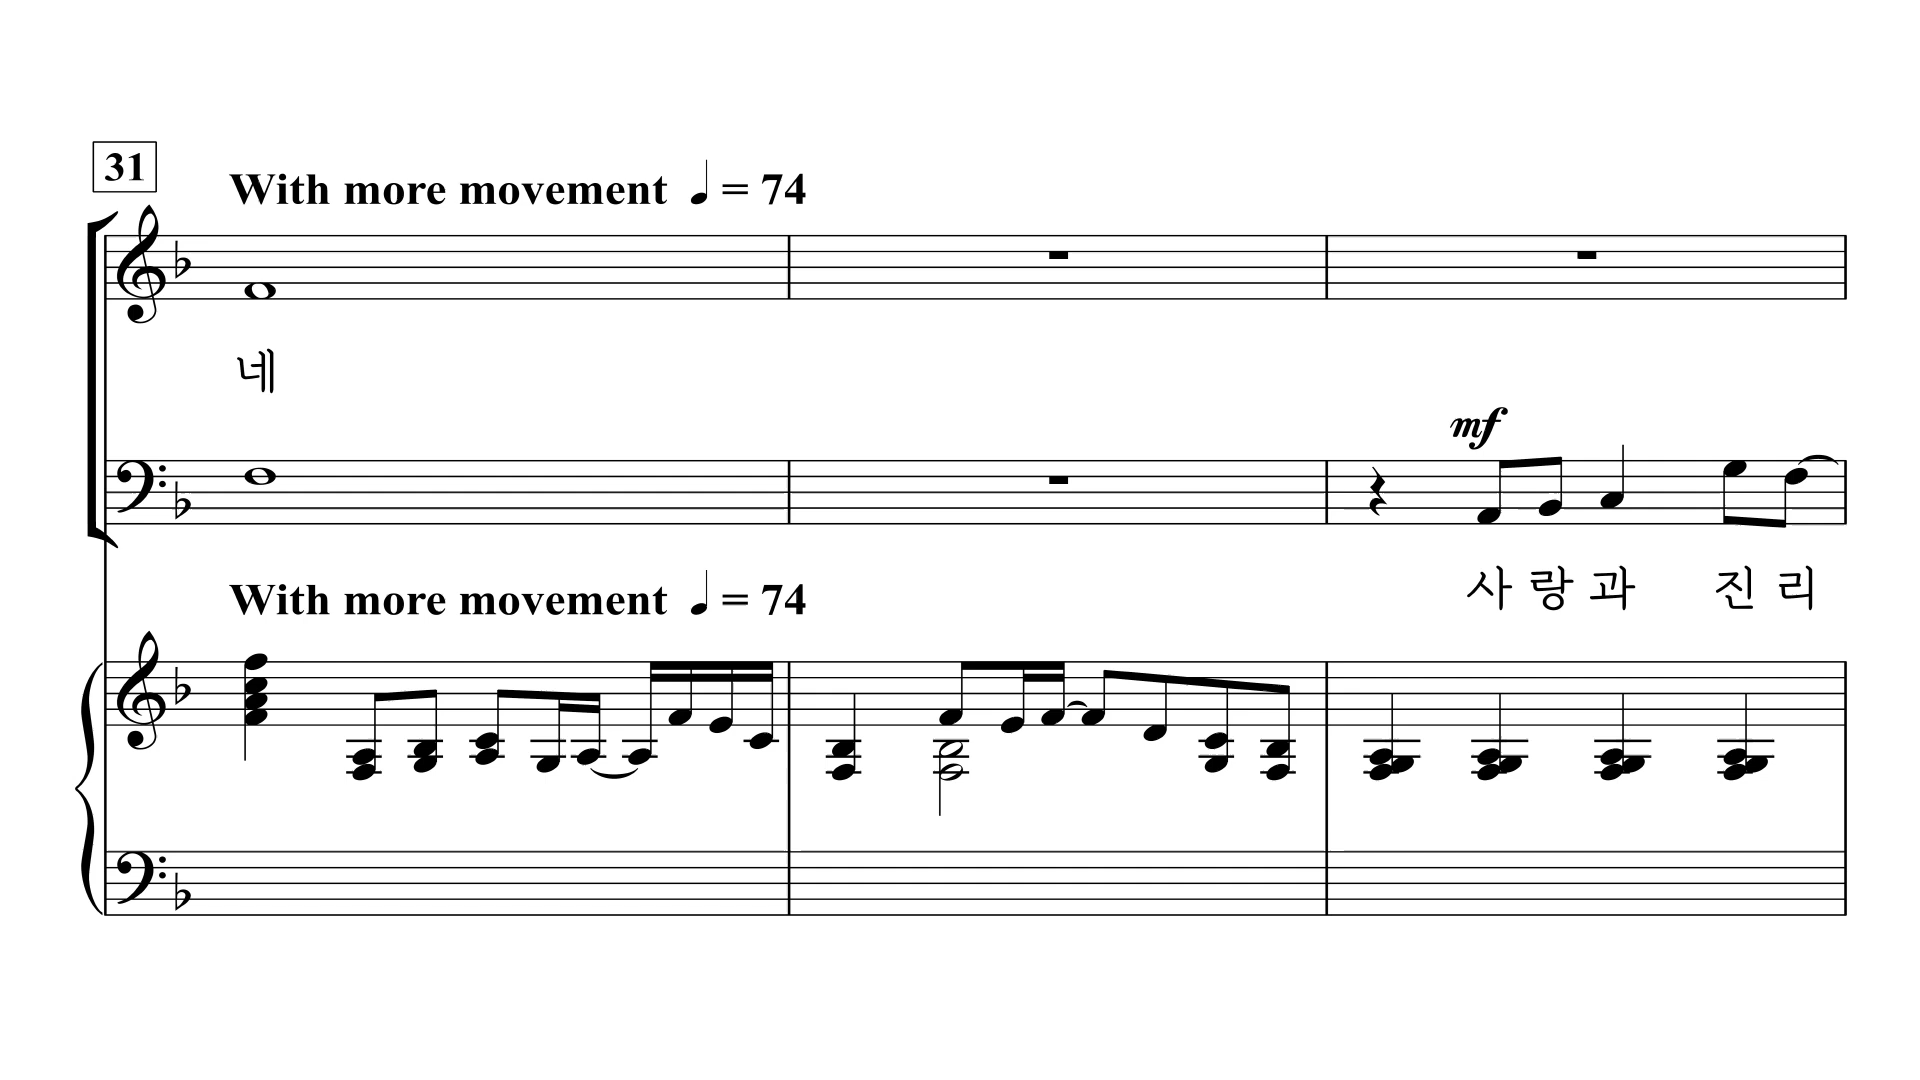 31
With more movement ♩ = 74
네
mf
사 랑 과 진 리
With more movement ♩ = 74